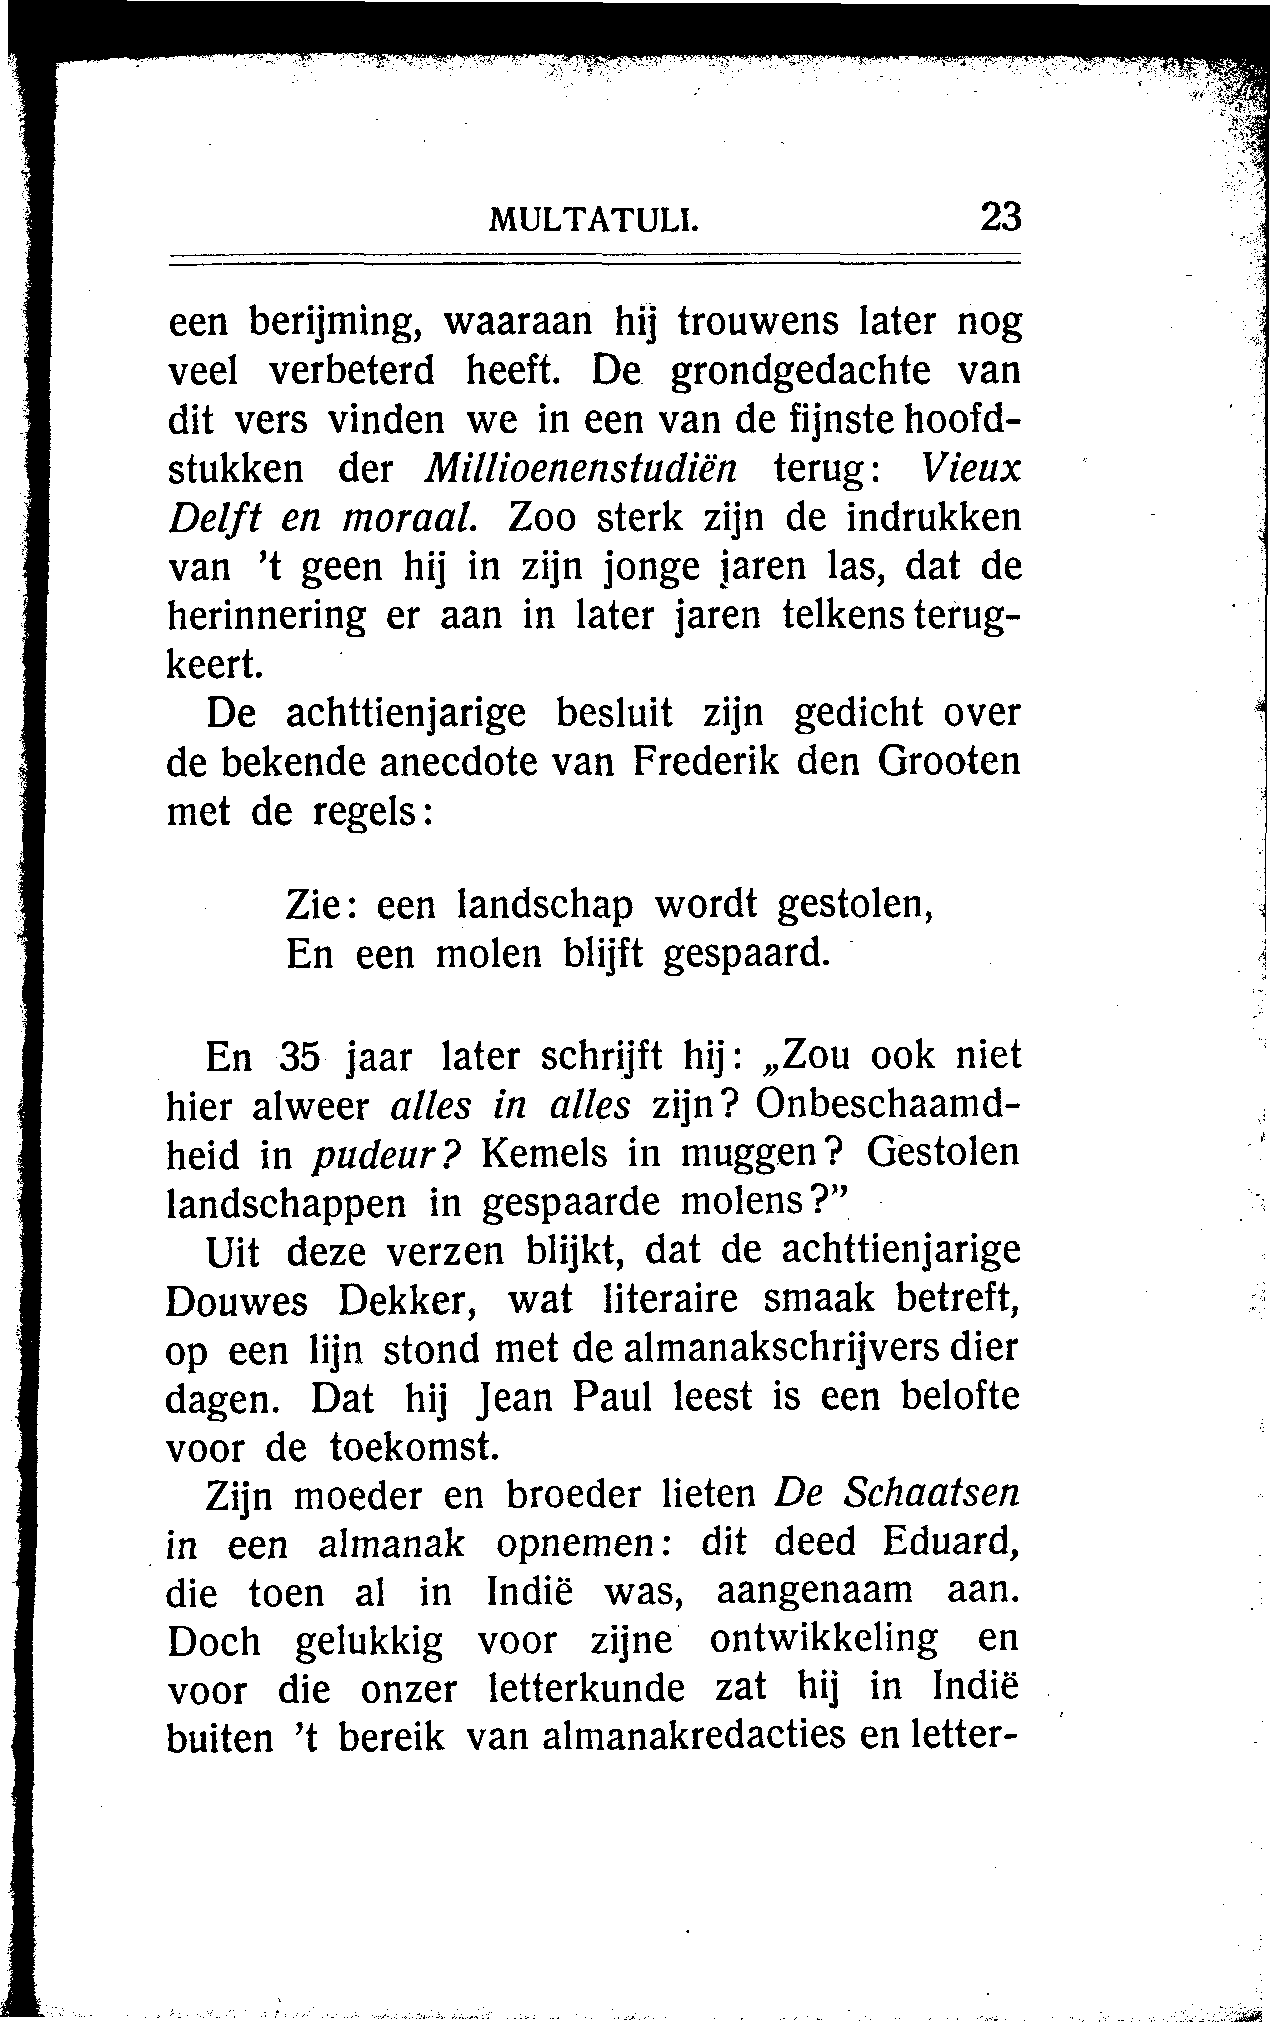 MULTATULI. 23
een berijming, waaraan hij trouwens later nog
veel verbeterd heeft. De grondgedachte van
dit vers vinden we in een van de fijnste hoofd-
stukken der Millioenenstudiën terug: Vieux
Delft en moraal. Zoo sterk zijn de indrukken
van ’t geen hij in zijn jonge jaren las, dat de
herinnering er aan in later jaren telkens terug-
keert.
De achttienjarige besluit zijn gedicht over
de bekende anecdote van Frederik den Grooten
met de regels:
Zie: een landschap wordt gestolen,
En een molen blijft gespaard.
En 35 jaar later schrijft hij: „Zou ook niet
hier alweer alles in alles zijn? Onbeschaamd-
heid in pudeur? Kemels in muggen? Gestolen
landschappen in gespaarde molens?”
Uit deze verzen blijkt, dat de achttienjarige
Douwes Dekker, wat literaire smaak betreft,
op een lijn stond met de almanakschrijvers dier
dagen. Dat hij Jean Paul leest is een belofte
voor de toekomst.
Zijn moeder en broeder lieten De Schaatsen
in een almanak opnemen: dit deed Eduard,
die toen al in Indië was, aangenaam aan.
Doch gelukkig voor zijne ontwikkeling en
voor die onzer letterkunde zat hij in Indië
buiten ’t bereik van almanakredacties en letter-